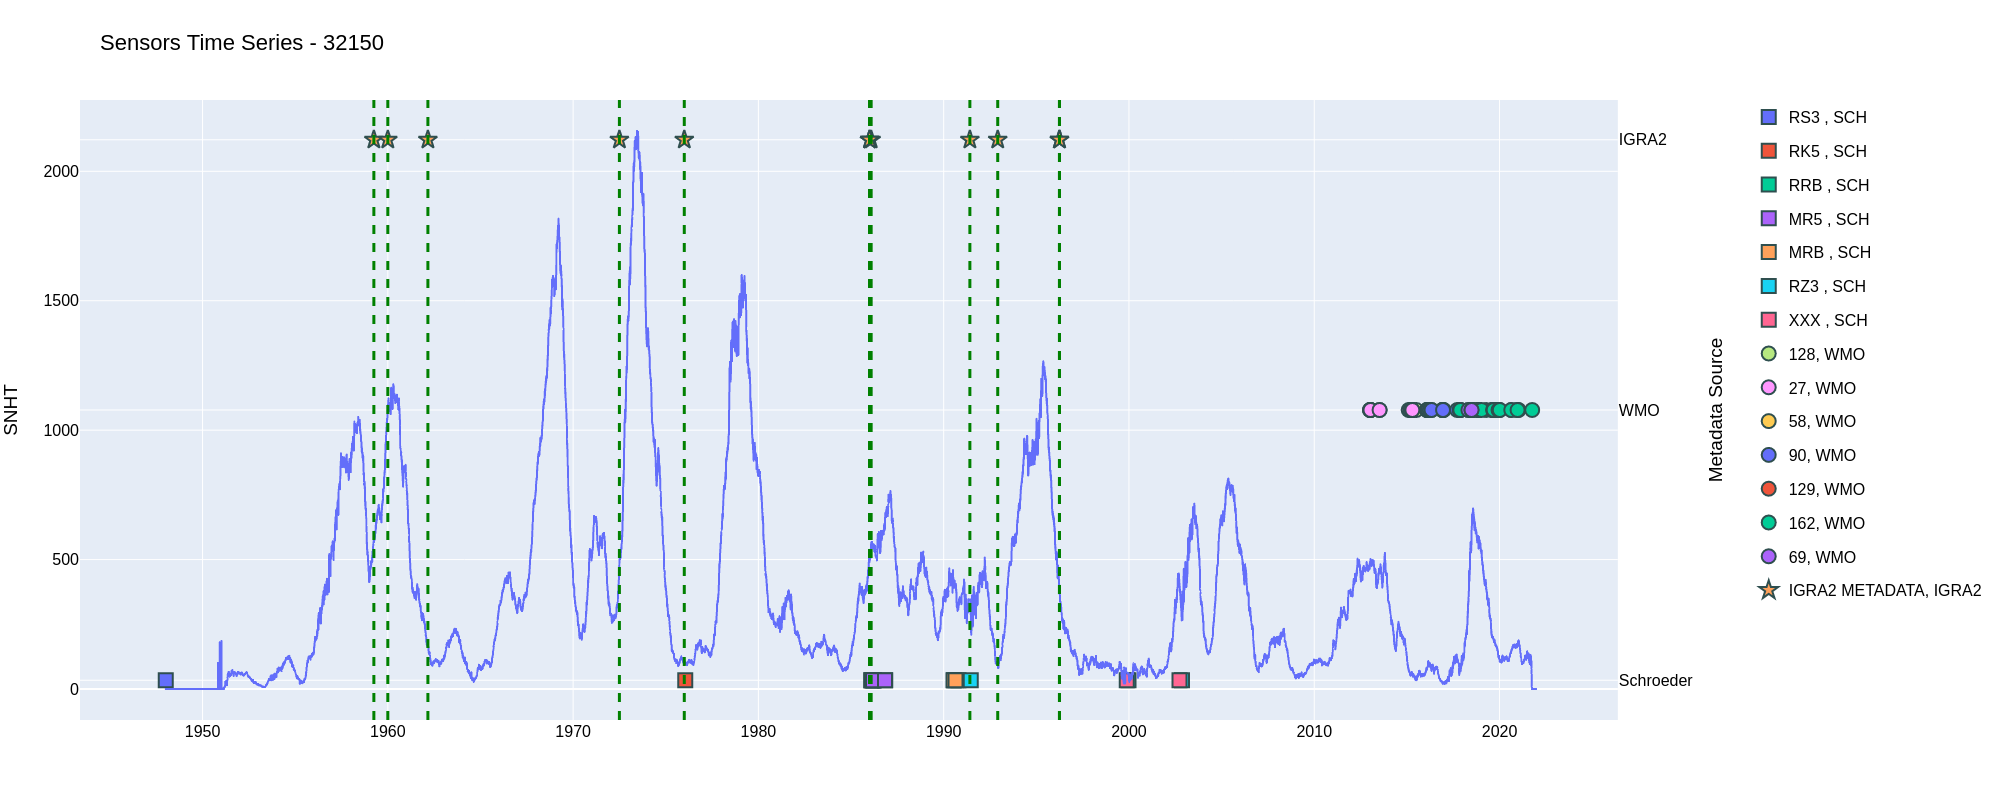 Sensors Time Series - 32150
SNHT
2000
1500
1000
500
0
1950 1960 1970 1980 1990 2000 2010 2020
IGRA2
WMO
Schroeder
Metadata Source
RS3 , SCH
RK5 , SCH
RRB , SCH
MR5 , SCH
MRB , SCH
RZ3 , SCH
XXX , SCH
128, WMO
27, WMO
58, WMO
90, WMO
129, WMO
162, WMO
69, WMO
IGRA2 METADATA, IGRA2